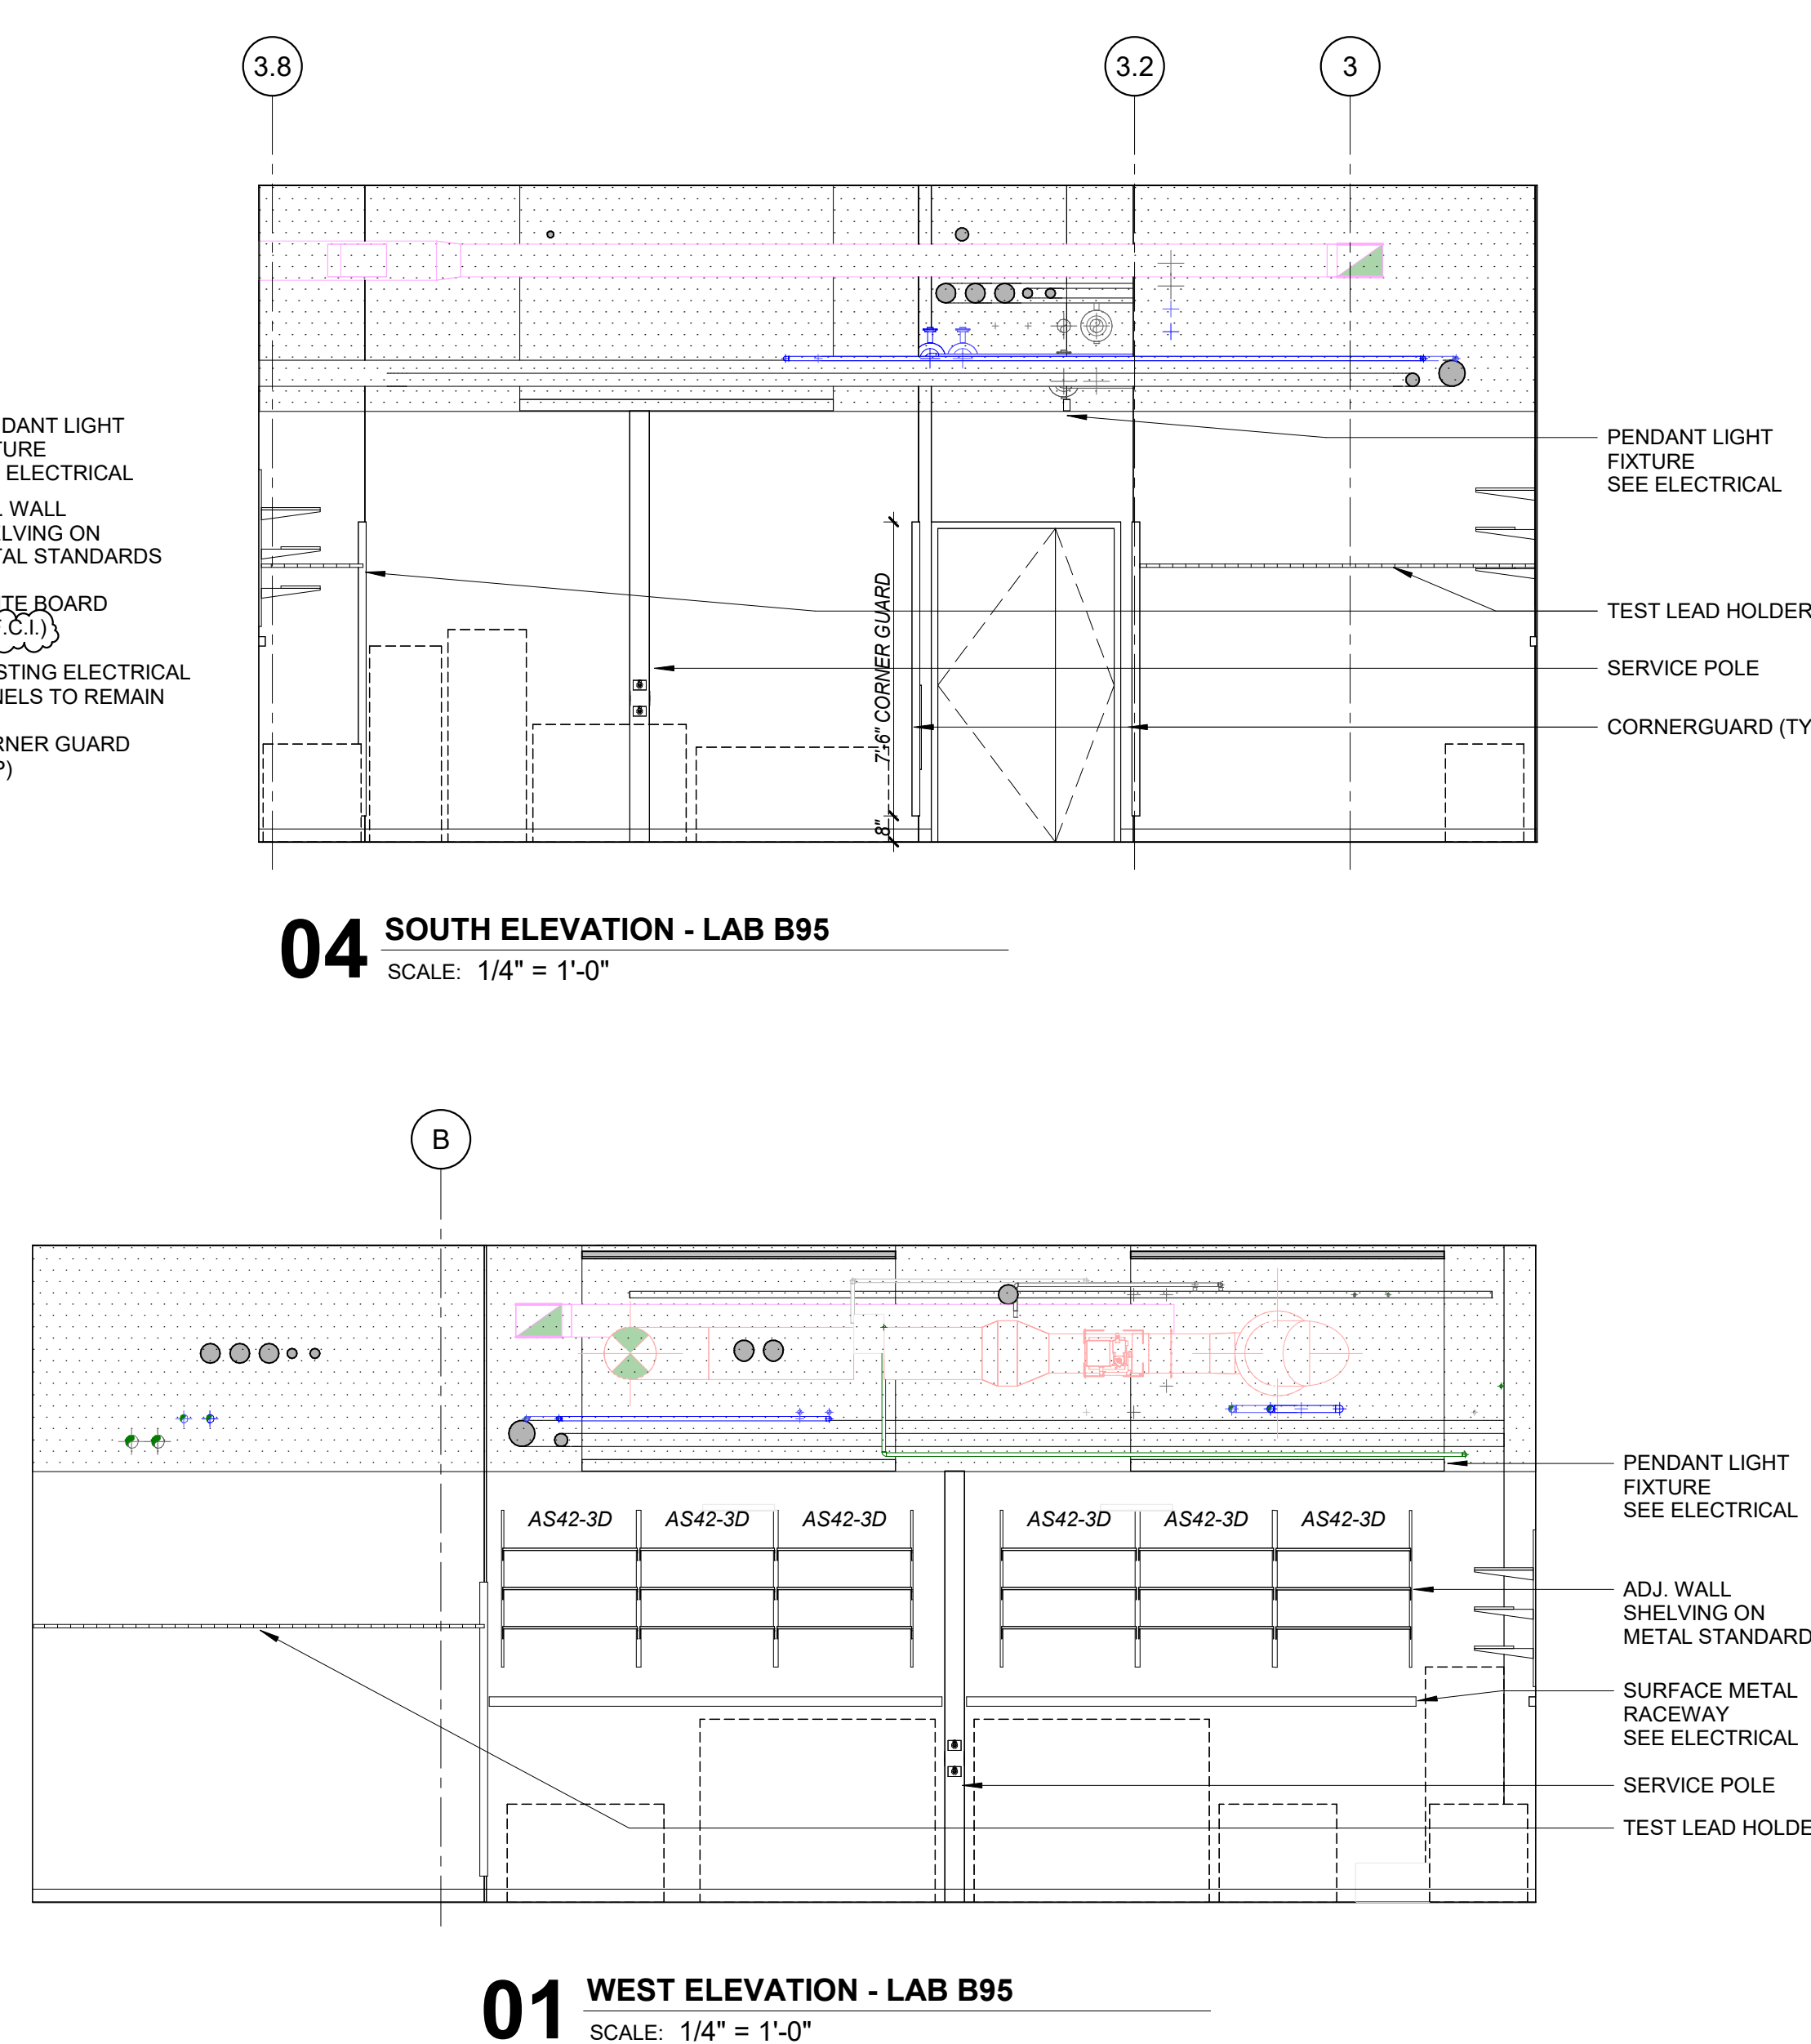 3.8
3.2
3
DANT LIGHT
TURE
ELECTRICAL
WALL
ELVING ON
TAL STANDARDS
TE BOARD
.C.I.)
STING ELECTRICAL
NELS TO REMAIN
RNER GUARD
P)
7'-6" CORNER GUARD
8"
PENDANT LIGHT
FIXTURE
SEE ELECTRICAL
TEST LEAD HOLDER
SERVICE POLE
CORNERGUARD (TY
04 SOUTH ELEVATION - LAB B95
SCALE: 1/4" = 1'-0"
B
AS42-3D AS42-3D AS42-3D AS42-3D AS42-3D AS42-3D
PENDANT LIGHT
FIXTURE
SEE ELECTRICAL
ADJ. WALL
SHELVING ON
METAL STANDARD
SURFACE METAL
RACEWAY
SEE ELECTRICAL
SERVICE POLE
TEST LEAD HOLDE
01 WEST ELEVATION - LAB B95
SCALE: 1/4" = 1'-0"